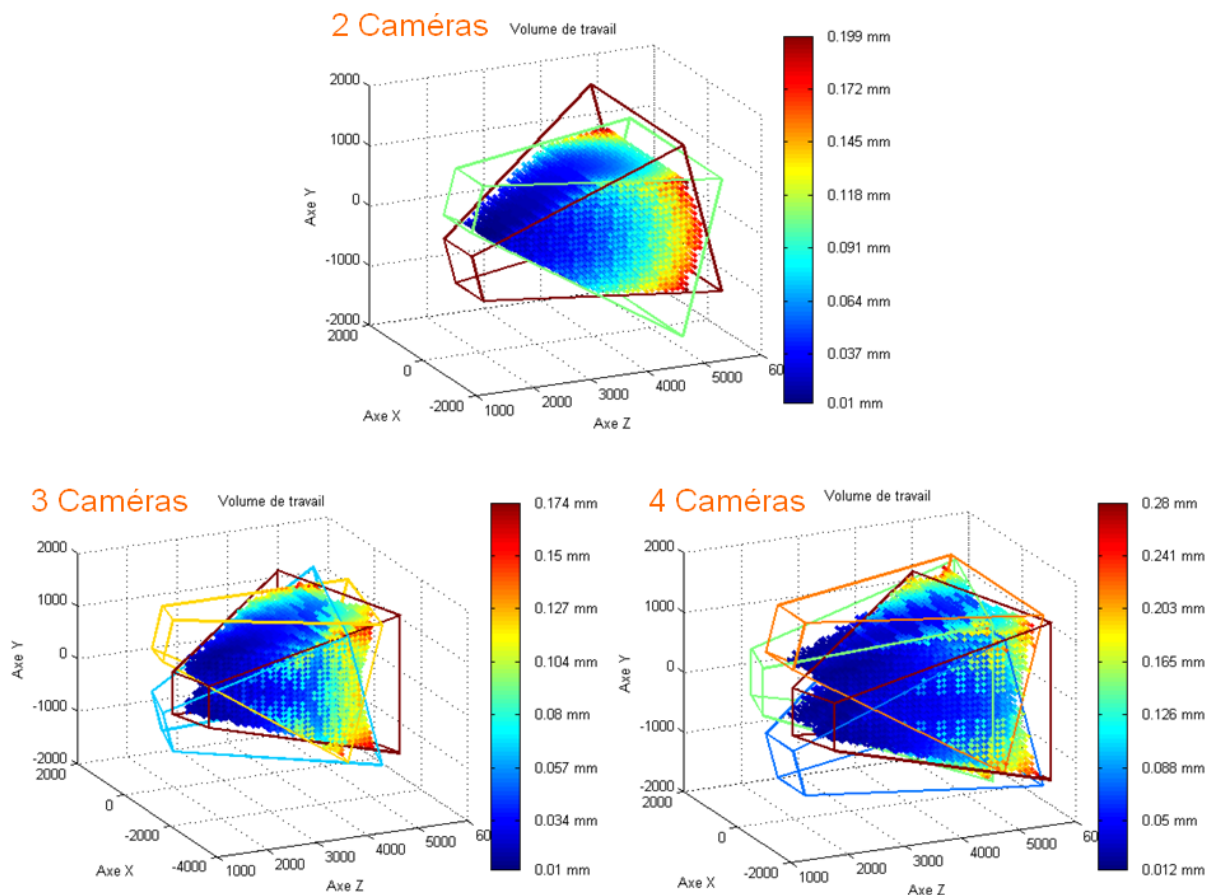 2 Caméras
Volume de travail
0.199 mm
0.172 mm
0.145 mm
0.118 mm
0.091 mm
0.064 mm
0.037 mm
0.01 mm
2000
1000
0
-1000
-2000
Axe Y
2000
0
-2000
Axe X
1000
2000
3000
4000
5000
60
Axe Z
3 Caméras
Volume de travail
0.174 mm
0.15 mm
0.127 mm
0.104 mm
0.08 mm
0.057 mm
0.034 mm
0.01 mm
2000
1000
0
-1000
-2000
Axe Y
2000
0
-2000
-4000
Axe X
1000
2000
3000
4000
5000
60
Axe Z
4 Caméras
Volume de travail
0.28 mm
0.241 mm
0.203 mm
0.165 mm
0.126 mm
0.088 mm
0.05 mm
0.012 mm
2000
1000
0
-1000
-2000
Axe Y
2000
0
-2000
Axe X
1000
2000
3000
4000
5000
60
Axe Z